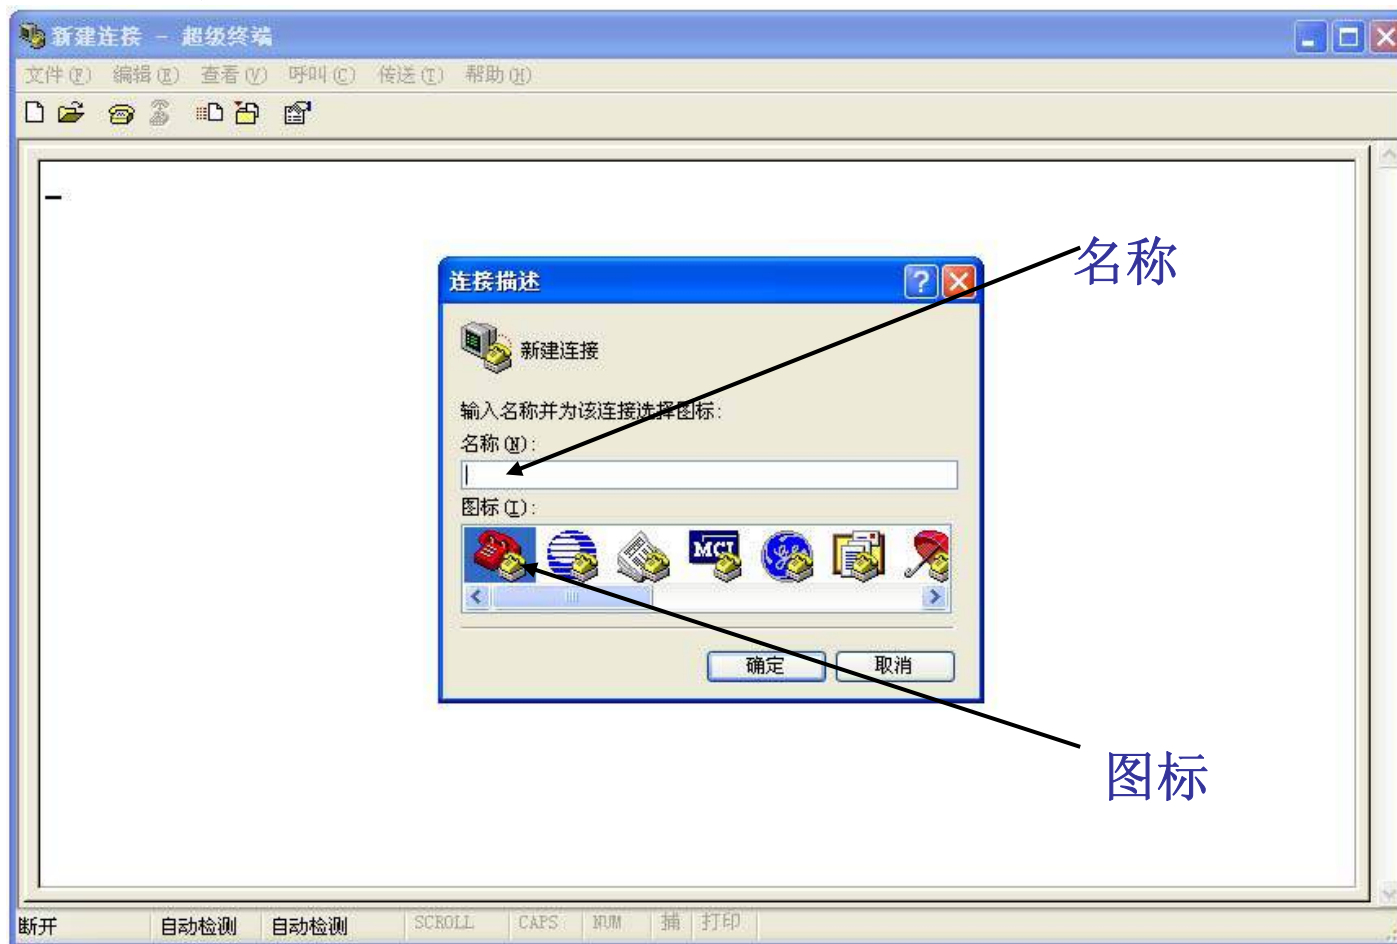 新建连接 - 超级终端
文件(F) 编辑(E) 查看(V) 呼叫(C) 传送(T) 帮助(H)
名称
连接描述
新建连接
输入名称并为该连接选择图标:
名称(N):
图标(I):
MCI
确定 取消
图标
断开 自动检测 自动检测 SCROLL CAPS NUM 捕 打印